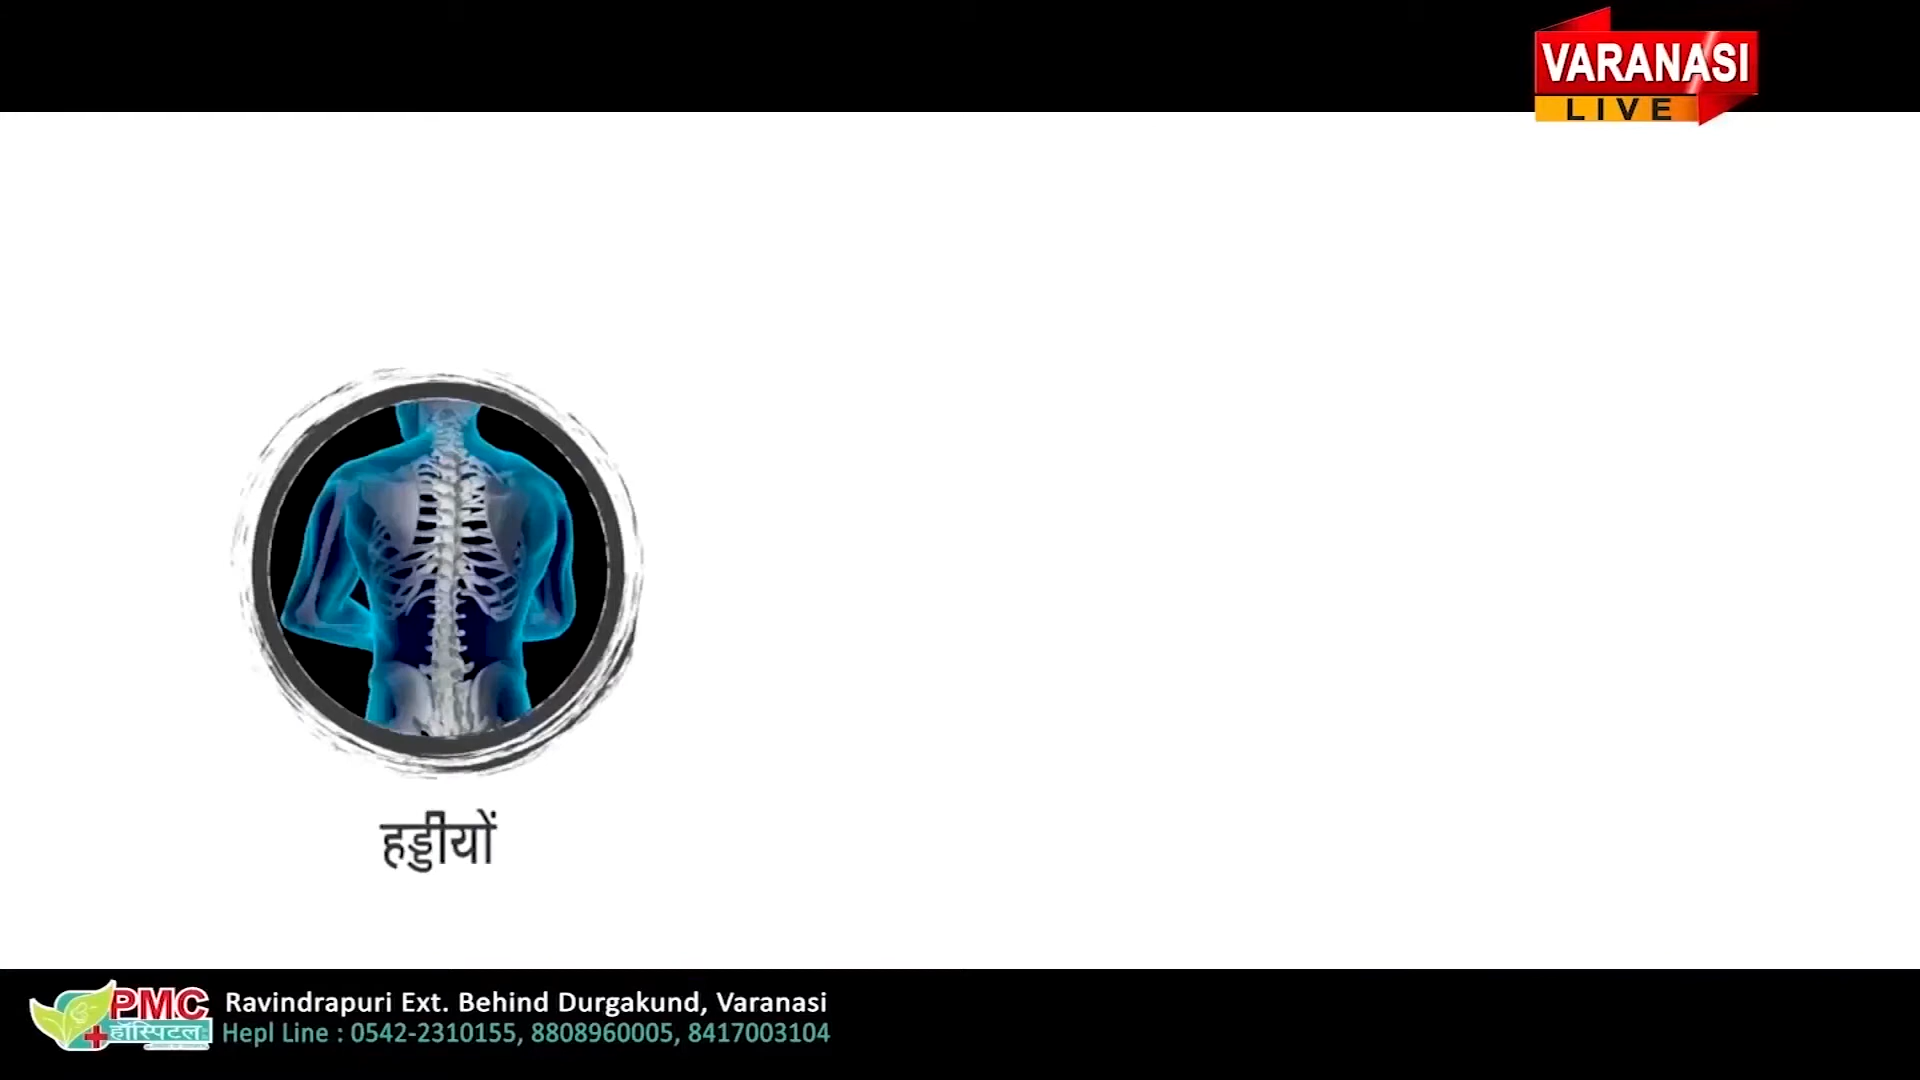 VARANASI
LIVE
हड्डीयों
PMC
हॉस्पिटल
Ravindrapuri Ext. Behind Durgakund, Varanasi
Hepl Line : 0542-2310155, 8808960005, 8417003104